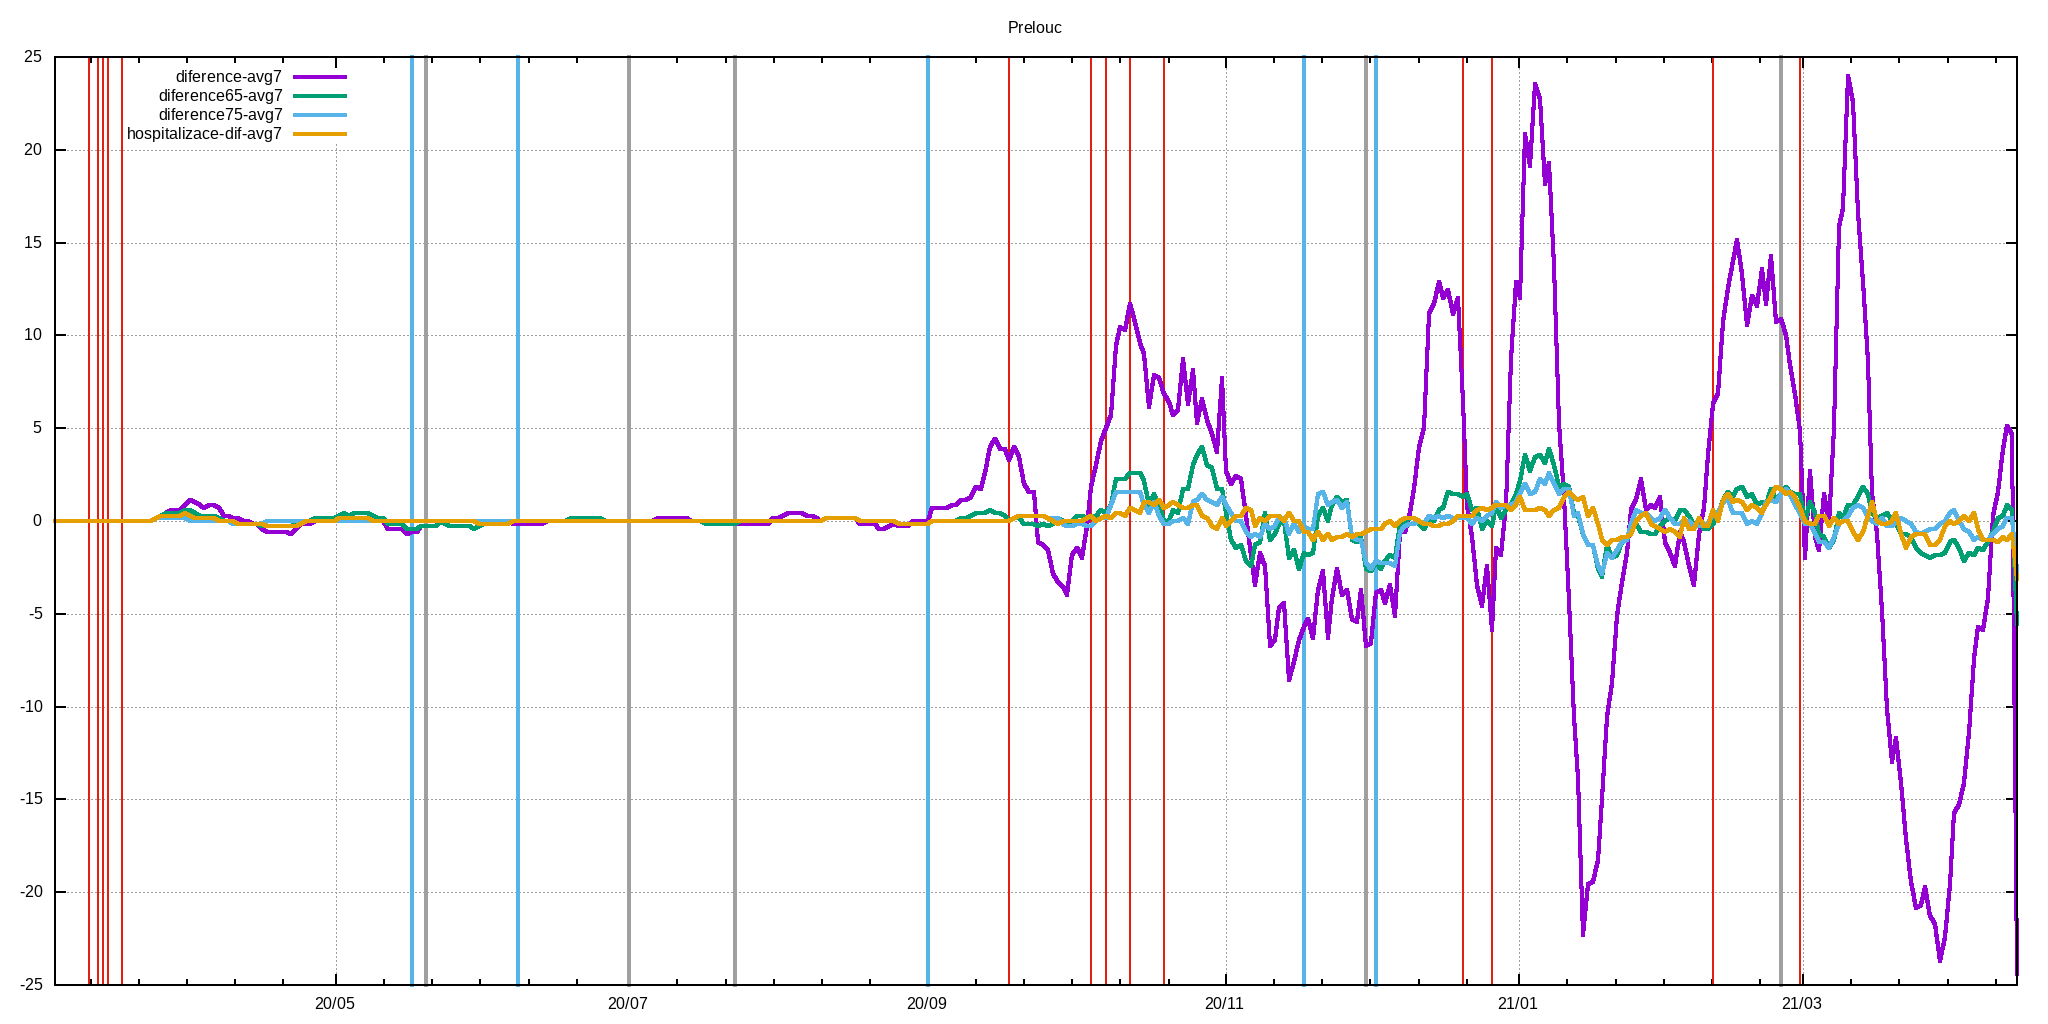 Prelouc
25
20
15
10
5
0
-5
-10
-15
-20
-25
diference-avg7
diference65-avg7
diference75-avg7
hospitalizace-dif-avg7
20/05 20/07 20/09 20/11 21/01 21/03